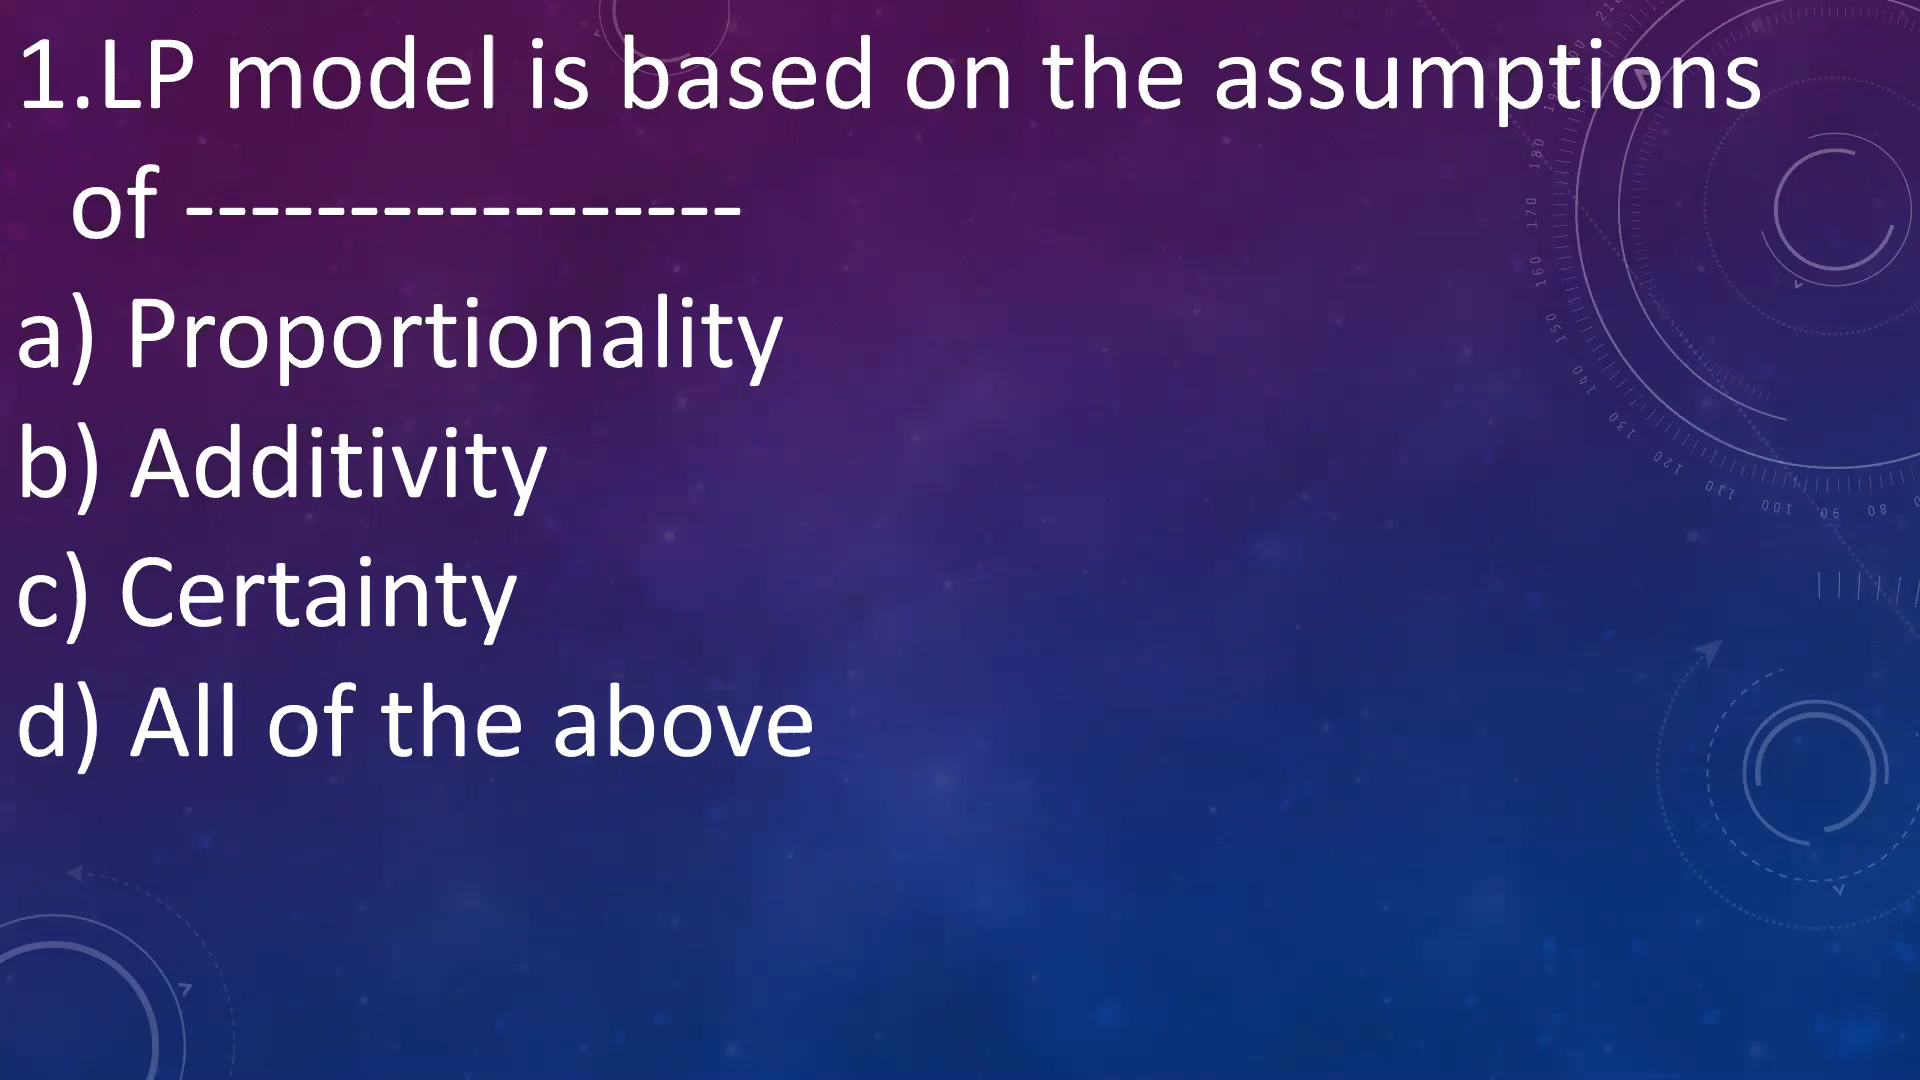 1.LP model is based on the assumptions
of -----------------
a) Proportionality
b) Additivity
c) Certainty
d) All of the above